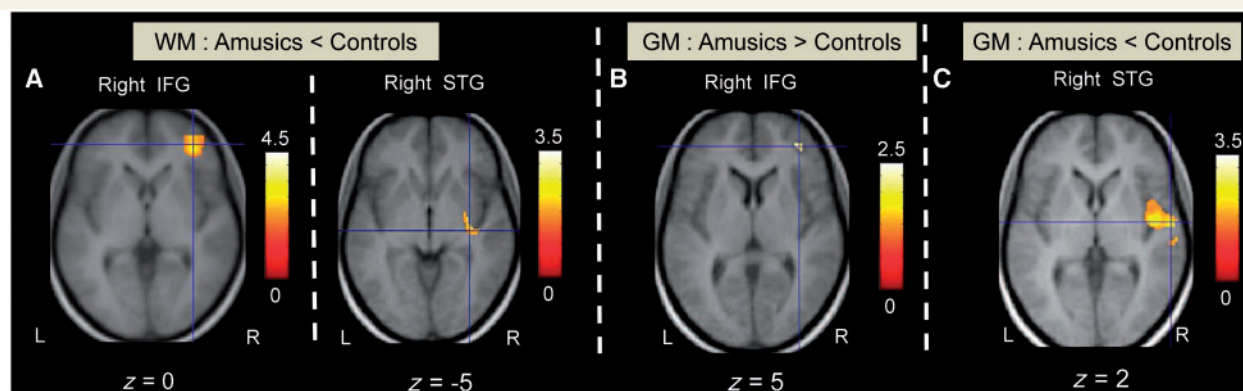 WM : Amusics < Controls
GM : Amusics > Controls
GM : Amusics < Controls
A
Right IFG
Right STG
B
Right IFG
C
Right STG
4.5
0
3.5
0
2.5
0
3.5
0
L
R
L
R
R
z = 0
z = -5
z = 5
z = 2